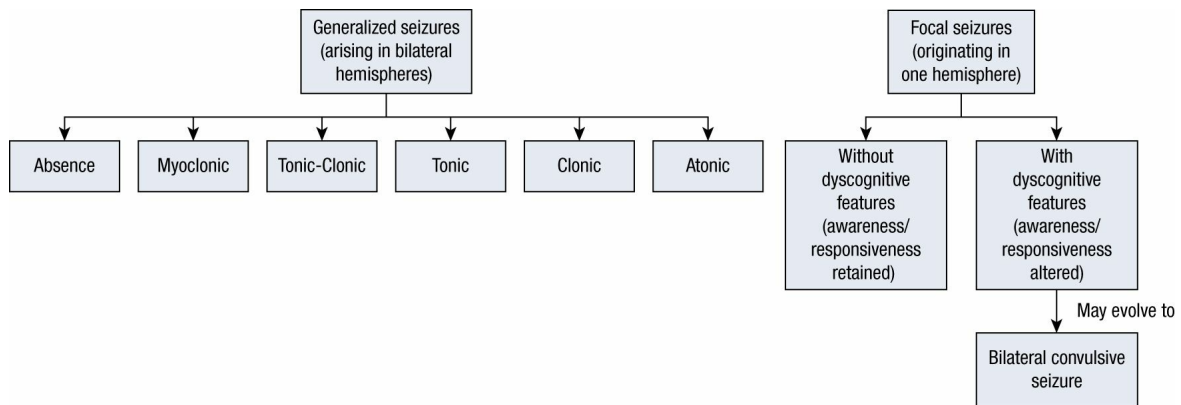 Generalized seizures
(arising in bilateral
hemispheres)
Focal seizures
(originating in
one hemisphere)
Absence
Myoclonic
Tonic-Clonic
Tonic
Clonic
Atonic
Without
dyscognitive
features
(awareness/
responsiveness
retained)
With
dyscognitive
features
(awareness/
responsiveness
altered)
May evolve to
Bilateral convulsive
seizure